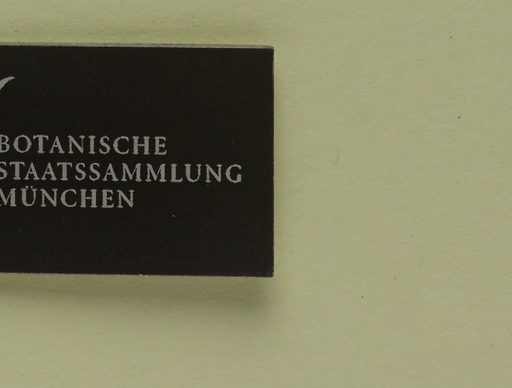 BOTANISCHE
STAATSSAMMLUNG
MÜNCHEN